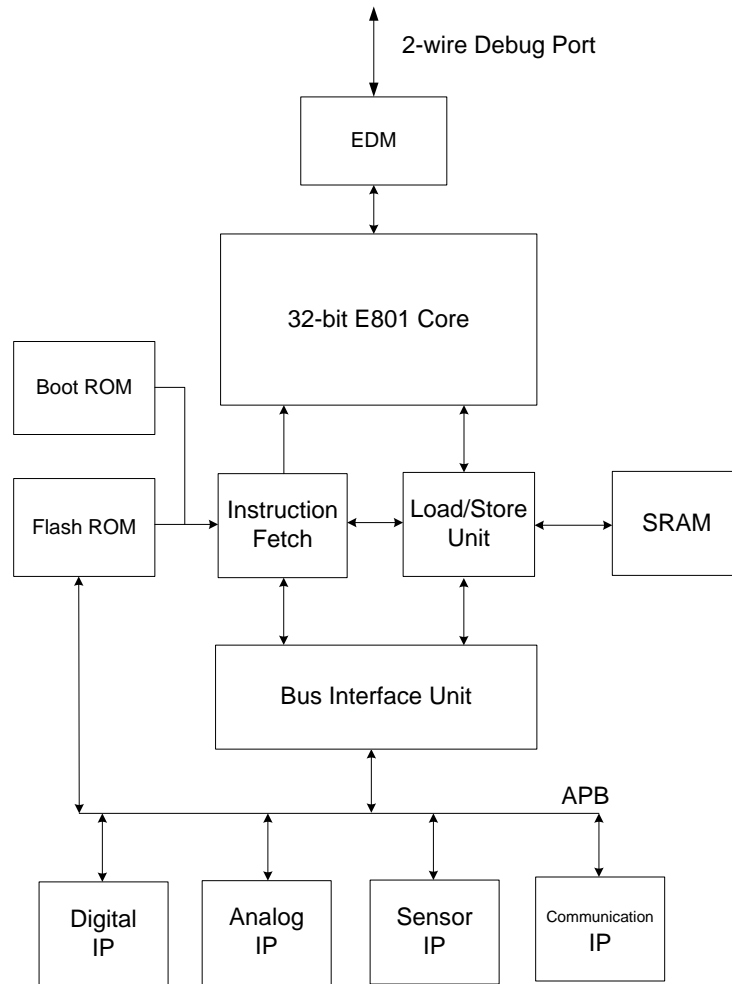 2-wire Debug Port
EDM
32-bit E801 Core
Boot ROM
Flash ROM
Instruction
Fetch
Load/Store
Unit
SRAM
Bus Interface Unit
APB
Digital
IP
Analog
IP
Sensor
IP
Communication
IP